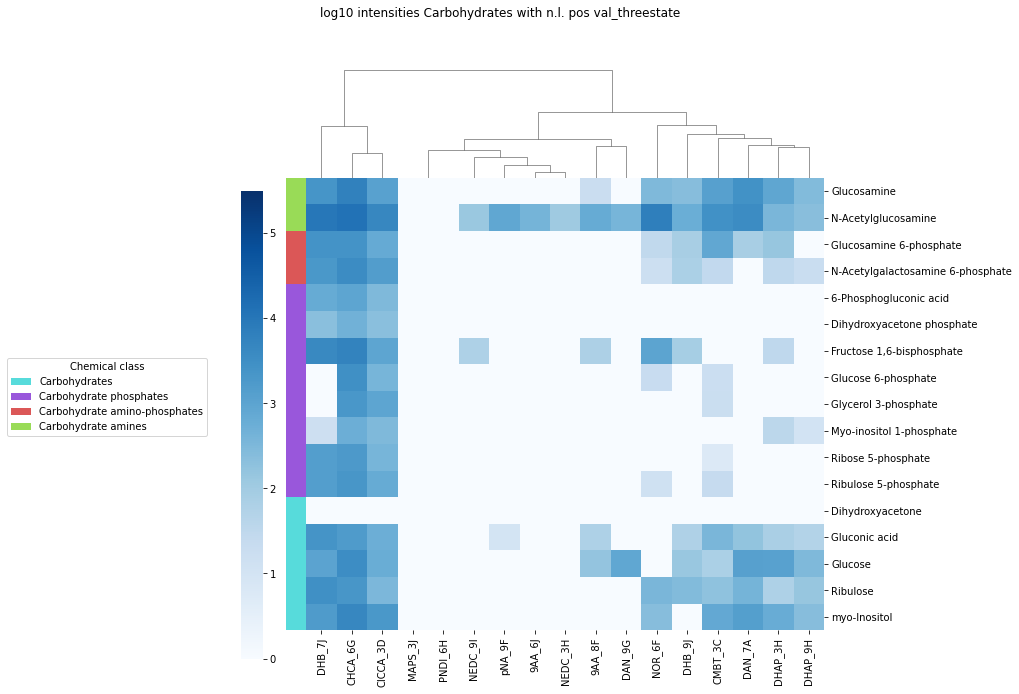 log10 intensities Carbohydrates with n.l. pos val_threestate
Glucosamine
N-Acetylglucosamine
Glucosamine 6-phosphate
N-Acetylgalactosamine 6-phosphate
6-Phosphogluconic acid
Dihydroxyacetone phosphate
Fructose 1,6-bisphosphate
Glucose 6-phosphate
Glycerol 3-phosphate
Myo-inositol 1-phosphate
Ribose 5-phosphate
Ribulose 5-phosphate
Dihydroxyacetone
Gluconic acid
Glucose
Ribulose
myo-Inositol
5
4
3
2
1
0
Chemical class
Carbohydrates
Carbohydrate phosphates
Carbohydrate amino-phosphates
Carbohydrate amines
DHB_7J
CHCA_6G
ClCCA_3D
MAPS_3J
PNDI_6H
NEDC_9I
pNA_9F
9AA_6J
NEDC_3H
9AA_8F
DAN_9G
NOR_6F
DHB_9J
CMBT_3C
DAN_7A
DHAP_3H
DHAP_9H